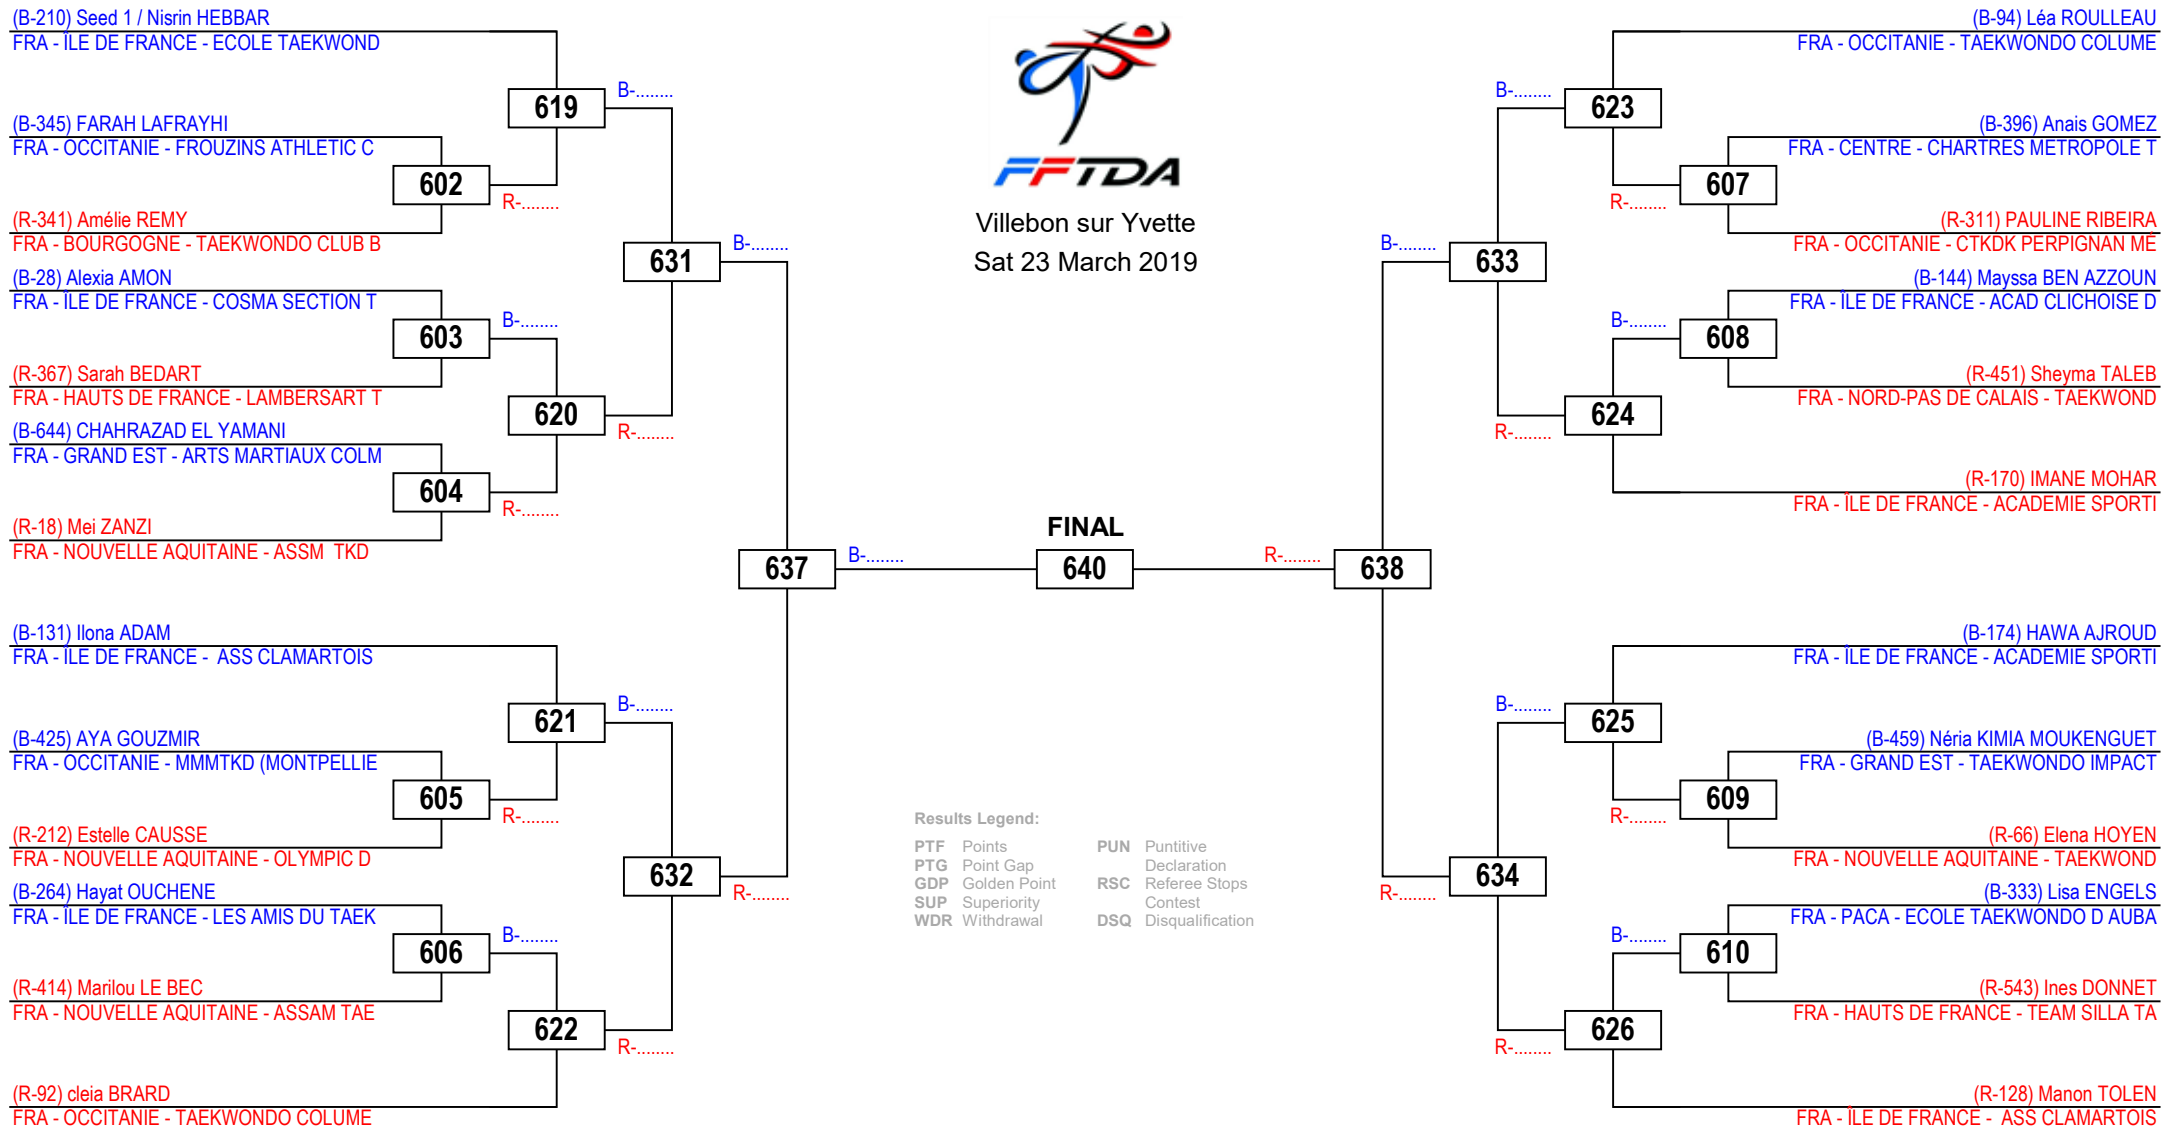 (B-210) Seed 1 / Nisrin HEBBAR
FRA - ÎLE DE FRANCE - ECOLE TAEKWOND
619
B-........
(B-345) FARAH LAFRAYHI
FRA - OCCITANIE - FROUZINS ATHLETIC C
602
R-........
(R-341) Amélie REMY
FRA - BOURGOGNE - TAEKWONDO CLUB B
631
B-........
(B-28) Alexia AMON
FRA - ÎLE DE FRANCE - COSMA SECTION T
603
B-........
(R-367) Sarah BEDART
FRA - HAUTS DE FRANCE - LAMBERSART T
620
R-........
(B-644) CHAHRAZAD EL YAMANI
FRA - GRAND EST - ARTS MARTIAUX COLM
604
R-........
(R-18) Mei ZANZI
FRA - NOUVELLE AQUITAINE - ASSM  TKD
637
B-........
(B-131) Ilona ADAM
FRA - ÎLE DE FRANCE -  ASS CLAMARTOIS
621
B-........
(B-425) AYA GOUZMIR
FRA - OCCITANIE - MMMTKD (MONTPELLIE
605
R-........
(R-212) Estelle CAUSSE
FRA - NOUVELLE AQUITAINE - OLYMPIC D
632
R-........
(B-264) Hayat OUCHENE
FRA - ÎLE DE FRANCE - LES AMIS DU TAEK
606
B-........
(R-414) Marilou LE BEC
FRA - NOUVELLE AQUITAINE - ASSAM TAE
622
R-........
(R-92) cleia BRARD
FRA - OCCITANIE - TAEKWONDO COLUME
FFTDA
Villebon sur Yvette
Sat 23 March 2019
FINAL
640
Results Legend:
PTF Points
PTG Point Gap
GDP Golden Point
SUP Superiority
WDR Withdrawal
PUN Puntitive
Declaration
RSC Referee Stops
Contest
DSQ Disqualification
(B-94) Léa ROULLEAU
FRA - OCCITANIE - TAEKWONDO COLUME
B-........
623
(B-396) Anais GOMEZ
FRA - CENTRE - CHARTRES METROPOLE T
607
R-........
(R-311) PAULINE RIBEIRA
FRA - OCCITANIE - CTKDK PERPIGNAN MÉ
B-........
633
(B-144) Mayssa BEN AZZOUN
FRA - ÎLE DE FRANCE - ACAD CLICHOISE D
B-........
608
(R-451) Sheyma TALEB
FRA - NORD-PAS DE CALAIS - TAEKWOND
624
R-........
(R-170) IMANE MOHAR
FRA - ÎLE DE FRANCE - ACADEMIE SPORTI
R-........
638
(B-174) HAWA AJROUD
FRA - ÎLE DE FRANCE - ACADEMIE SPORTI
B-........
625
(B-459) Néria KIMIA MOUKENGUET
FRA - GRAND EST - TAEKWONDO IMPACT
609
R-........
(R-66) Elena HOYEN
FRA - NOUVELLE AQUITAINE - TAEKWOND
634
R-........
(B-333) Lisa ENGELS
FRA - PACA - ECOLE TAEKWONDO D AUBA
B-........
610
(R-543) Ines DONNET
FRA - HAUTS DE FRANCE - TEAM SILLA TA
626
R-........
(R-128) Manon TOLEN
FRA - ÎLE DE FRANCE -  ASS CLAMARTOIS